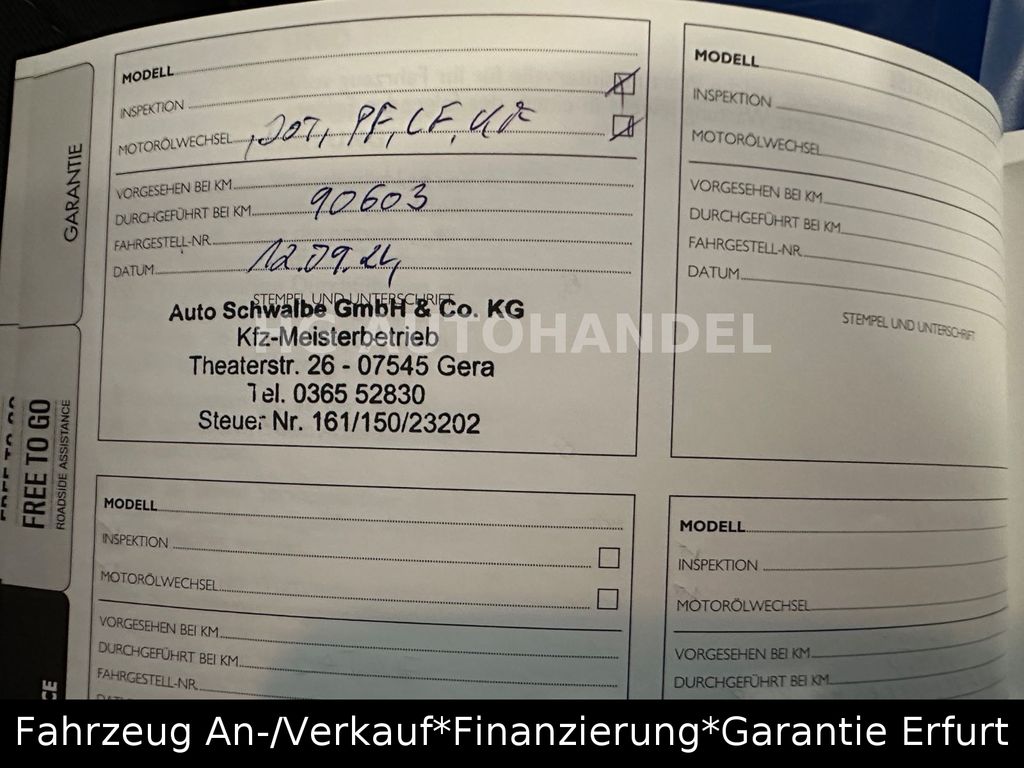 GARANTIE
FREE TO GO
ROADSIDE ASSISTANCE
MODELL
INSPEKTION
MOTORÖLWECHSEL , PF, LF,
VORGESEHEN BEI KM
DURCHGEFÜHRT BEI KM 90603
FAHRGESTELL-NR.
DATUM 12.09.24
STEMPEL UND UNTERSCHRIFT
Auto Schwalbe GmbH & Co. KG
Kfz-Meisterbetrieb
Theaterstr. 26 - 07545 Gera
Tel. 0365 52830
Steuer Nr. 161/150/23202
AUTOHANDEL
MODELL
INSPEKTION
MOTORÖLWECHSEL
VORGESEHEN BEI KM
DURCHGEFÜHRT BEI KM
FAHRGESTELL-NR.
DATUM
STEMPEL UND UNTERSCHRIFT
MODELL
INSPEKTION
MOTORÖLWECHSEL
VORGESEHEN BEI KM
DURCHGEFÜHRT BEI KM
FAHRGESTELL-NR.
MODELL
INSPEKTION
MOTORÖLWECHSEL
VORGESEHEN BEI KM
DURCHGEFÜHRT BEI KM
Fahrzeug An-/Verkauf*Finanzierung*Garantie Erfurt